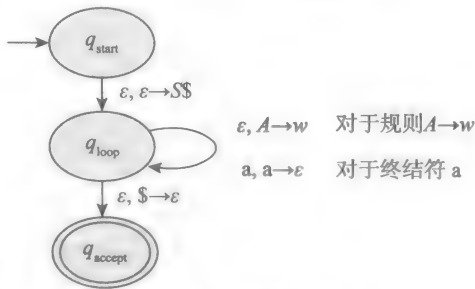 q_start
ε, ε→S$
q_loop
ε, A→w 对于规则A→w
a, a→ε 对于终结符 a
ε, $→ε
q_accept